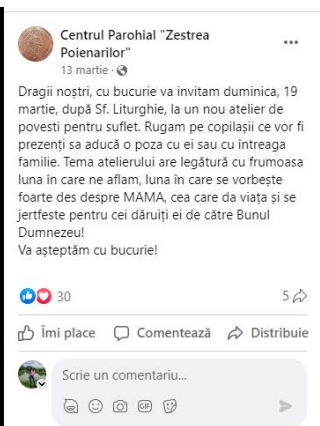 Centrul Parohial "Zestrea
Poienarilor"
13 martie ·
Dragii noștri, cu bucurie va invitam duminica, 19
martie, după Sf. Liturghie, la un nou atelier de
povesti pentru suflet. Rugam pe copilașii ce vor fi
prezenți sa aducă o poza cu ei sau cu întreaga
familie. Tema atelierului are legătură cu frumoasa
luna în care ne aflam, luna în care se vorbește
foarte des despre MAMA, cea care da viața și se
jertfeste pentru cei dăruiți ei de către Bunul
Dumnezeu!
Va așteptăm cu bucurie!
30 5
Îmi place Comentează Distribuie
Scrie un comentariu...
GIF